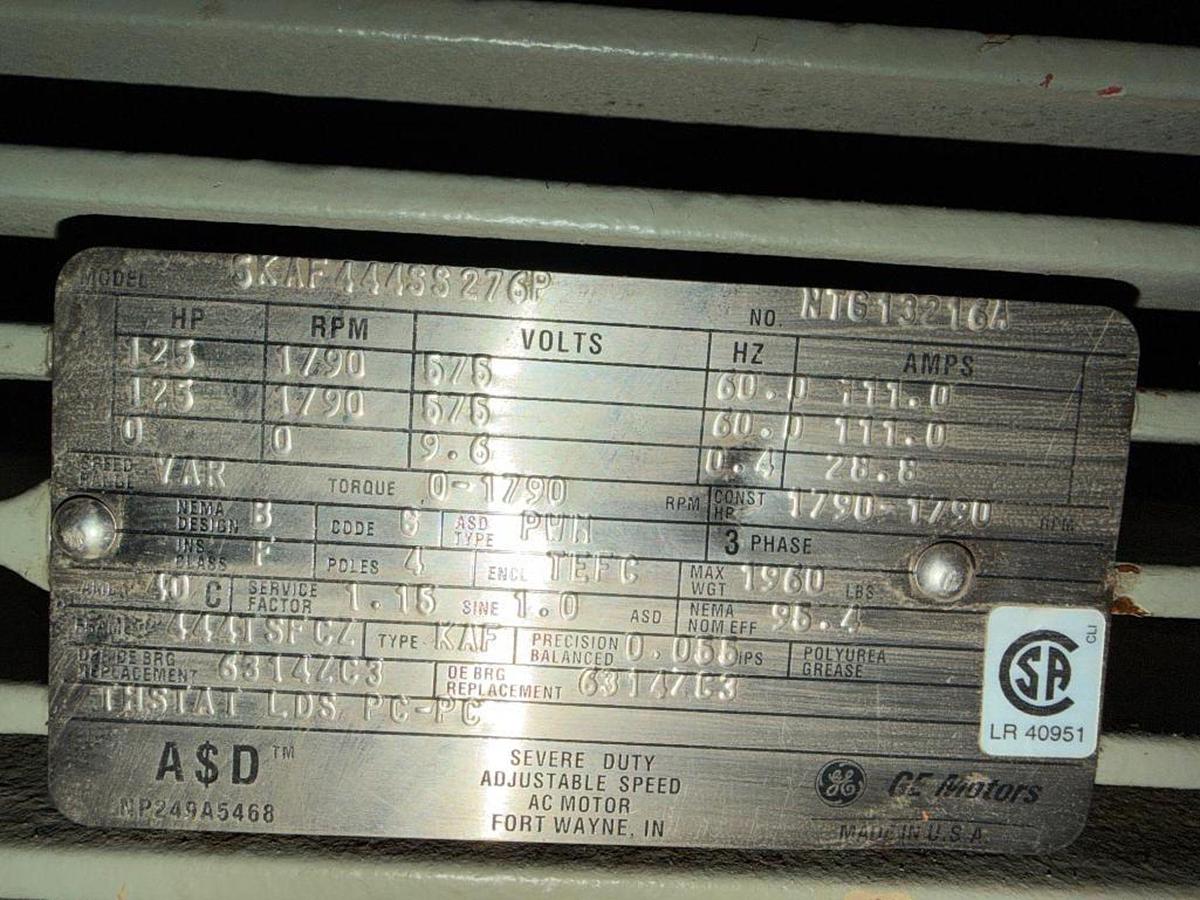 MODEL 5KAF444SS276P NO. NTG13216A
HP RPM VOLTS HZ AMPS
125 1790 575 60.0 111.0
125 1790 575 60.0 111.0
0 0 9.6 0.4 28.8
SPEED RANGE VAR TORQUE 0-1790 RPM CONST HP 1790-1790 RPM
NEMA DESIGN B CODE G ASD TYPE PWM 3 PHASE
INS. CLASS F POLES 4 ENCL TEFC MAX WGT 1960 LBS
AMB 40 C SERVICE FACTOR 1.15 SINE 1.0 ASD NEMA NOM EFF 95.4
FRAME TYPE KAF PRECISION BALANCED 0.055 IPS POLYUREA GREASE
BRG REPLACEMENT 6314ZC3 DE BRG REPLACEMENT 6314ZC3
THSTAT LDS PC-PC
A$D™
NP249A5468
SEVERE DUTY
ADJUSTABLE SPEED
AC MOTOR
FORT WAYNE, IN
GE GE Motors
MADE IN U.S.A.
CSA
CLI
LR 40951